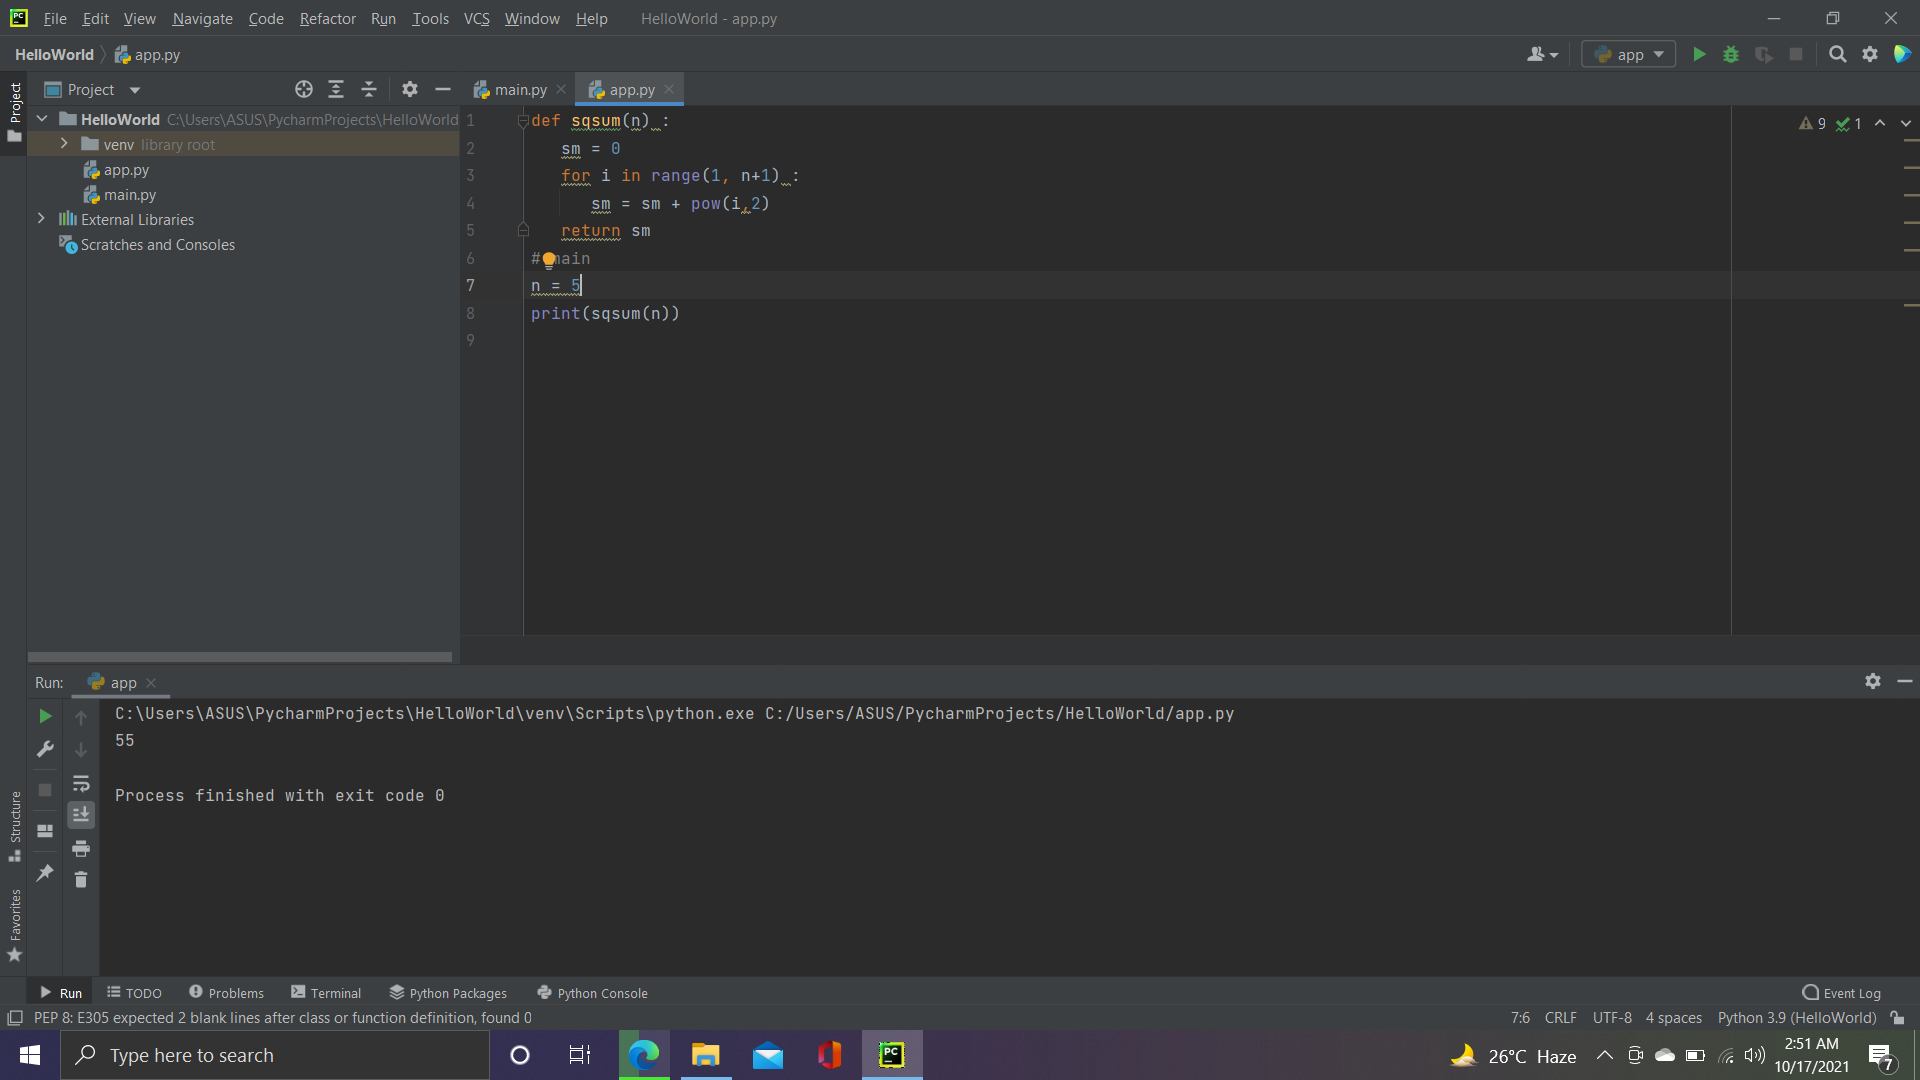 PC File Edit View Navigate Code Refactor Run Tools VCS Window Help HelloWorld - app.py
HelloWorld app.py app
Project
Project main.py app.py
HelloWorld C:\Users\ASUS\PycharmProjects\HelloWorld
venv library root
app.py
main.py
External Libraries
Scratches and Consoles
1 def sqsum(n) :
2 sm = 0
3 for i in range(1, n+1) :
4 sm = sm + pow(i,2)
5 return sm
6 #main
7 n = 5
8 print(sqsum(n))
9
9 1
Run: app
C:\Users\ASUS\PycharmProjects\HelloWorld\venv\Scripts\python.exe C:/Users/ASUS/PycharmProjects/HelloWorld/app.py
55
Process finished with exit code 0
Structure
Favorites
Run TODO Problems Terminal Python Packages Python Console Event Log
PEP 8: E305 expected 2 blank lines after class or function definition, found 0 7:6 CRLF UTF-8 4 spaces Python 3.9 (HelloWorld)
Type here to search PC 26°C Haze 2:51 AM
10/17/2021 7